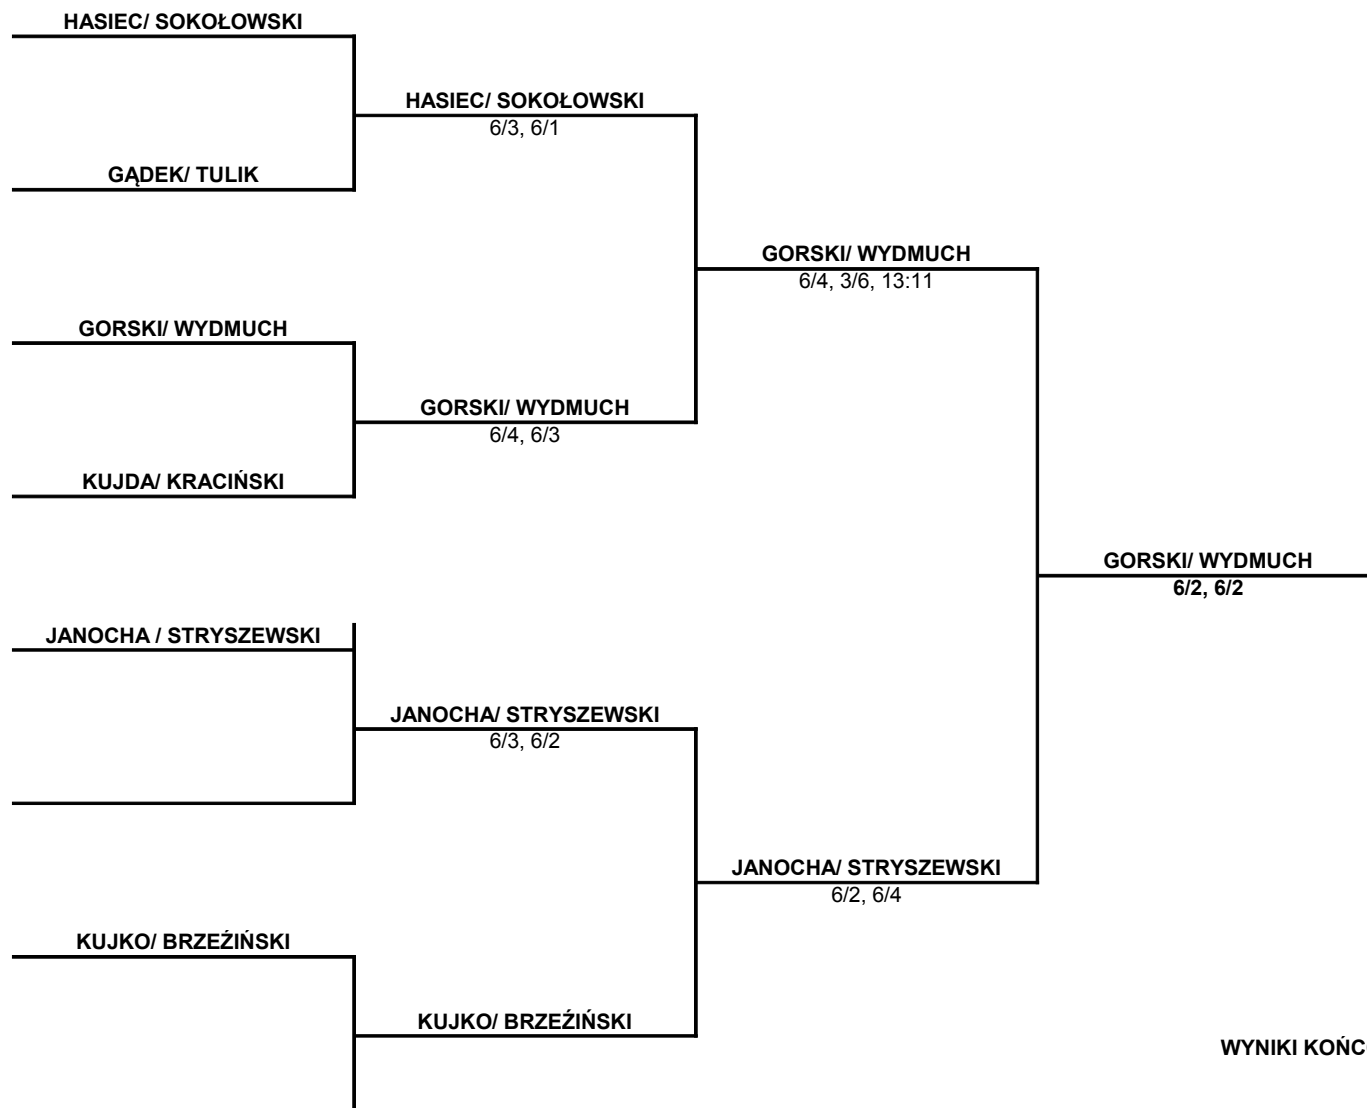 HASIEC/ SOKOŁOWSKI
HASIEC/ SOKOŁOWSKI
6/3, 6/1
GĄDEK/ TULIK
GORSKI/ WYDMUCH
6/4, 3/6, 13:11
GORSKI/ WYDMUCH
GORSKI/ WYDMUCH
6/4, 6/3
KUJDA/ KRACIŃSKI
GORSKI/ WYDMUCH
6/2, 6/2
JANOCHA / STRYSZEWSKI
JANOCHA/ STRYSZEWSKI
6/3, 6/2
JANOCHA/ STRYSZEWSKI
6/2, 6/4
KUJKO/ BRZEŹIŃSKI
KUJKO/ BRZEŹIŃSKI
WYNIKI KOŃC